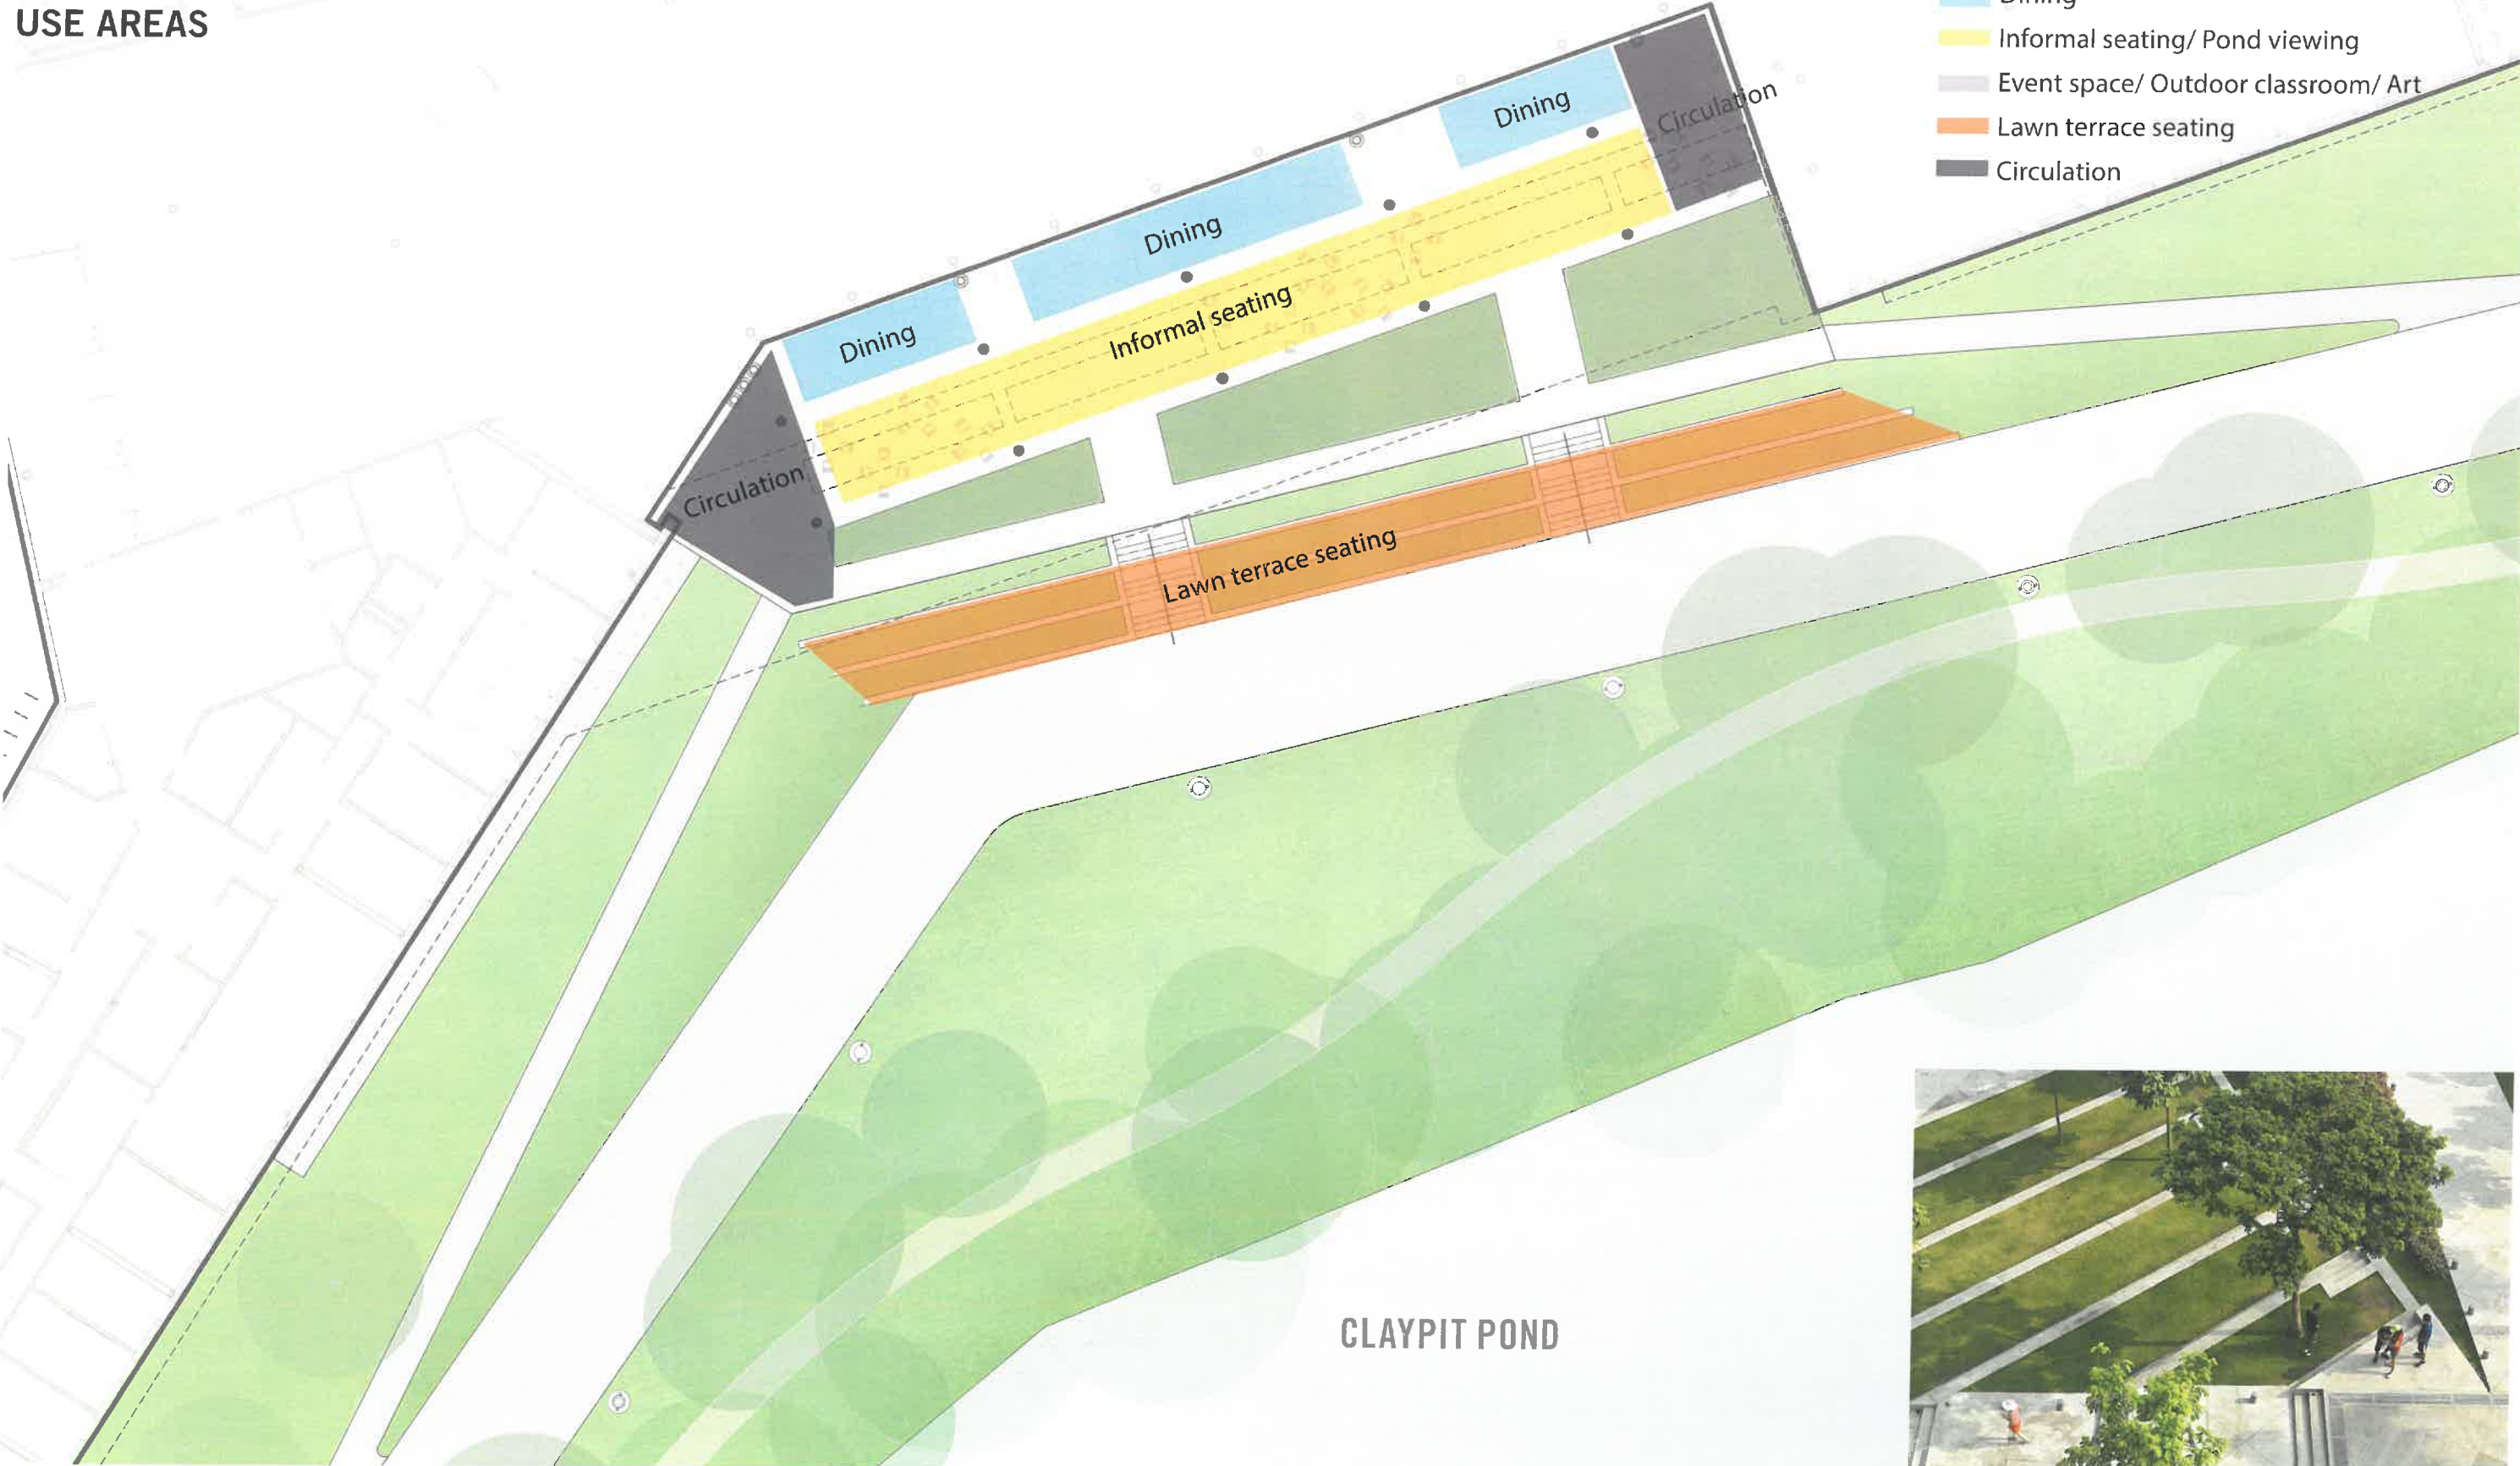 USE AREAS
Dining
Informal seating/ Pond viewing
Event space/ Outdoor classroom/ Art
Lawn terrace seating
Circulation
Dining
Circulation
Dining
Informal seating
Dining
Circulation
Lawn terrace seating
CLAYPIT POND